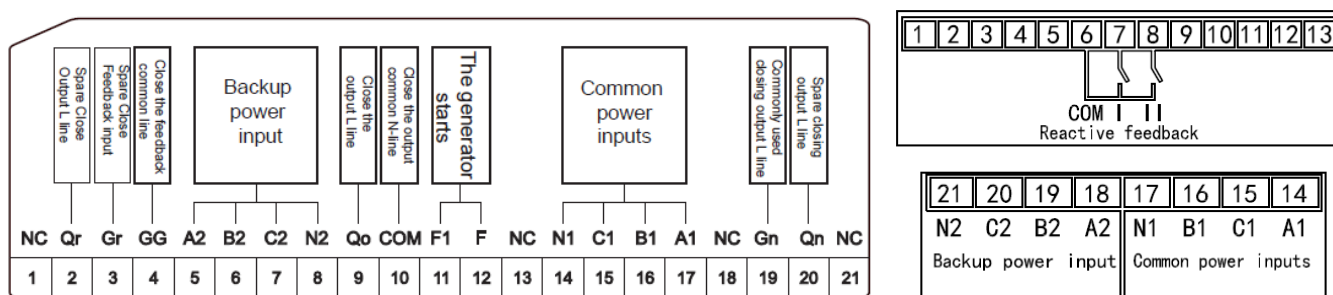 Spare Close
Output L line
Spare Close
Feedback input
Close the feedback
common line
Backup
power
input
Close the
output L line
Close the output
common N-line
The generator
starts
Common
power
inputs
Commonly used
closing output L line
Spare closing
output L line
NC Qr Gr GG A2 B2 C2 N2 Qo COM F1 F NC N1 C1 B1 A1 NC Gn Qn NC
1 2 3 4 5 6 7 8 9 10 11 12 13 14 15 16 17 18 19 20 21
1 2 3 4 5 6 7 8 9 10 11 12 13
COM I II
Reactive feedback
21 20 19 18 17 16 15 14
N2 C2 B2 A2 N1 B1 C1 A1
Backup power input Common power inputs